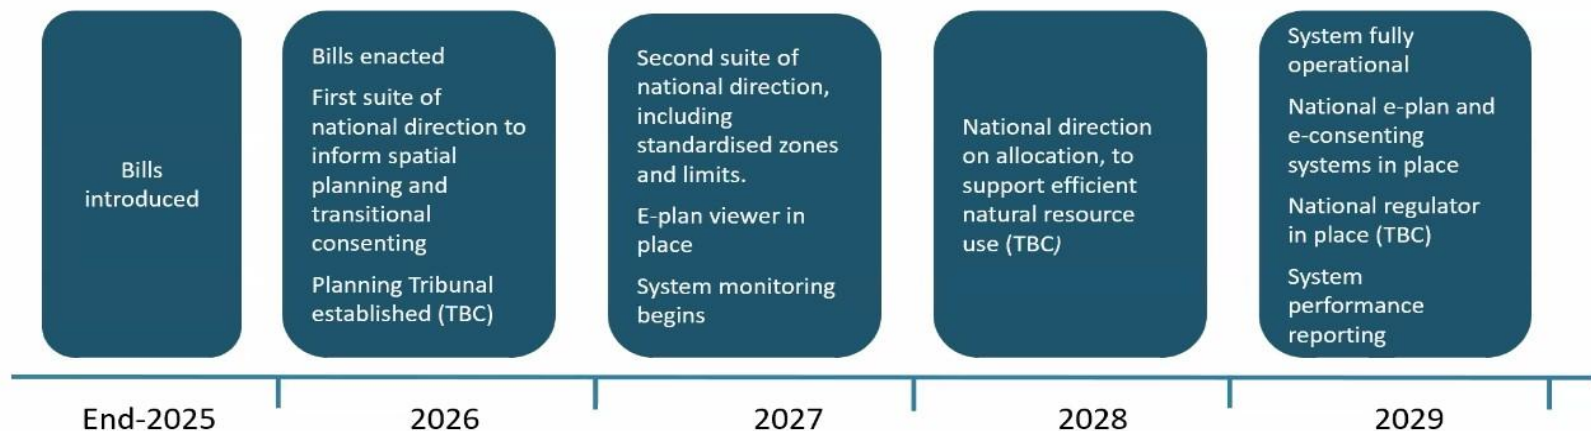 Bills
introduced
Bills enacted
First suite of
national direction to
inform spatial
planning and
transitional
consenting
Planning Tribunal
established (TBC)
Second suite of
national direction,
including
standardised zones
and limits.
E-plan viewer in
place
System monitoring
begins
National direction
on allocation, to
support efficient
natural resource
use (TBC)
System fully
operational
National e-plan and
e-consenting
systems in place
National regulator
in place (TBC)
System
performance
reporting
End-2025
2026
2027
2028
2029